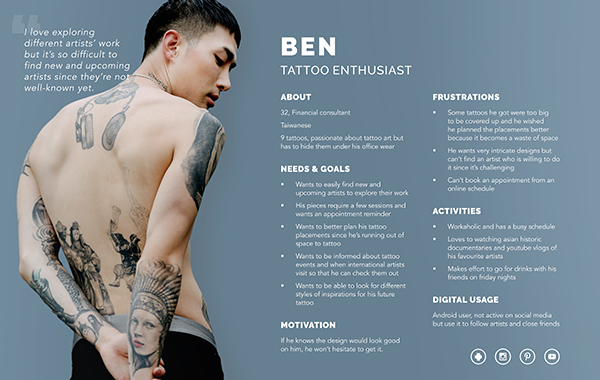 I love exploring
different artists' work
but it's so difficult to
find new and upcoming
artists since they're not
well-known yet.
BEN
TATTOO ENTHUSIAST
ABOUT
32, Financial consultant
Taiwanese
9 tattoos, passionate about tattoo art but
has to hide them under his office wear
NEEDS & GOALS
• Wants to easily find new and
upcoming artists to explore their work
• His pieces require a few sessions and
wants an appointment reminder
• Wants to better plan his tattoo
placements since he's running out of
space to tattoo
• Wants to be informed about tattoo
events and when international artists
visit so that he can check them out
• Wants to be able to look for different
styles of inspirations for his future
tattoo
MOTIVATION
If he knows the design would look good
on him, he won't hesitate to get it.
FRUSTRATIONS
• Some tattoos he got were too big
to be covered up and he wished
he planned the placements better
because it becomes a waste of space
• He wants very intricate designs but
can't find an artist who is willing to do
it since it's challenging
• Can't book an appointment from an
online schedule
ACTIVITIES
• Workaholic and has a busy schedule
• Loves to watching asian historic
documentaries and youtube vlogs of
his favourite artists
• Makes effort to go for drinks with his
friends on friday nights
DIGITAL USAGE
Android user, not active on social media
but use it to follow artists and close friends